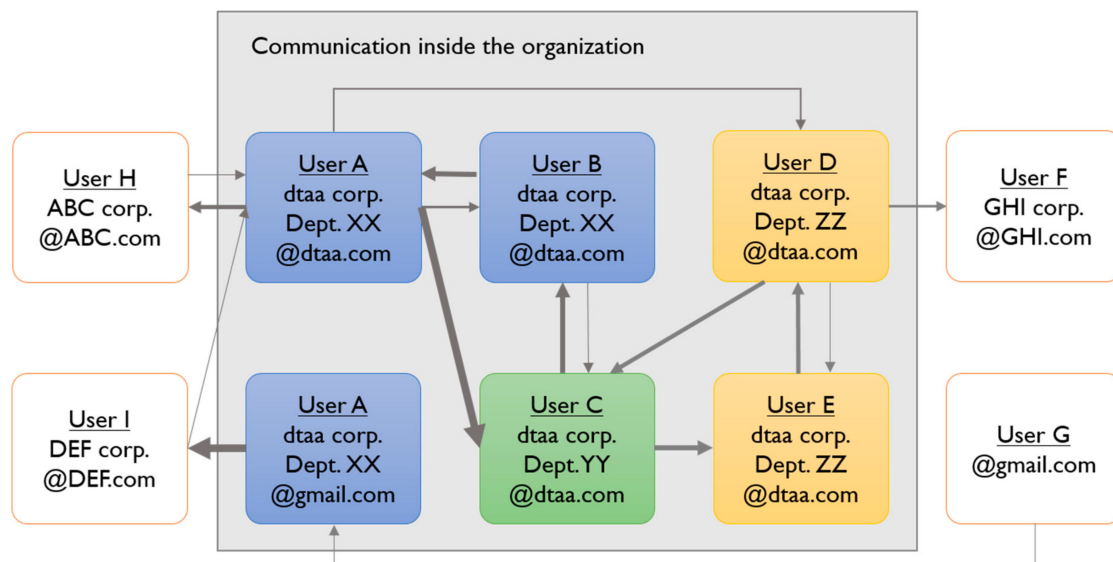 Communication inside the organization
User H
ABC corp.
@ABC.com
User A
dtaa corp.
Dept. XX
@dtaa.com
User B
dtaa corp.
Dept. XX
@dtaa.com
User D
dtaa corp.
Dept. ZZ
@dtaa.com
User F
GHI corp.
@GHI.com
User I
DEF corp.
@DEF.com
User A
dtaa corp.
Dept. XX
@gmail.com
User C
dtaa corp.
Dept. YY
@dtaa.com
User E
dtaa corp.
Dept. ZZ
@dtaa.com
User G
@gmail.com